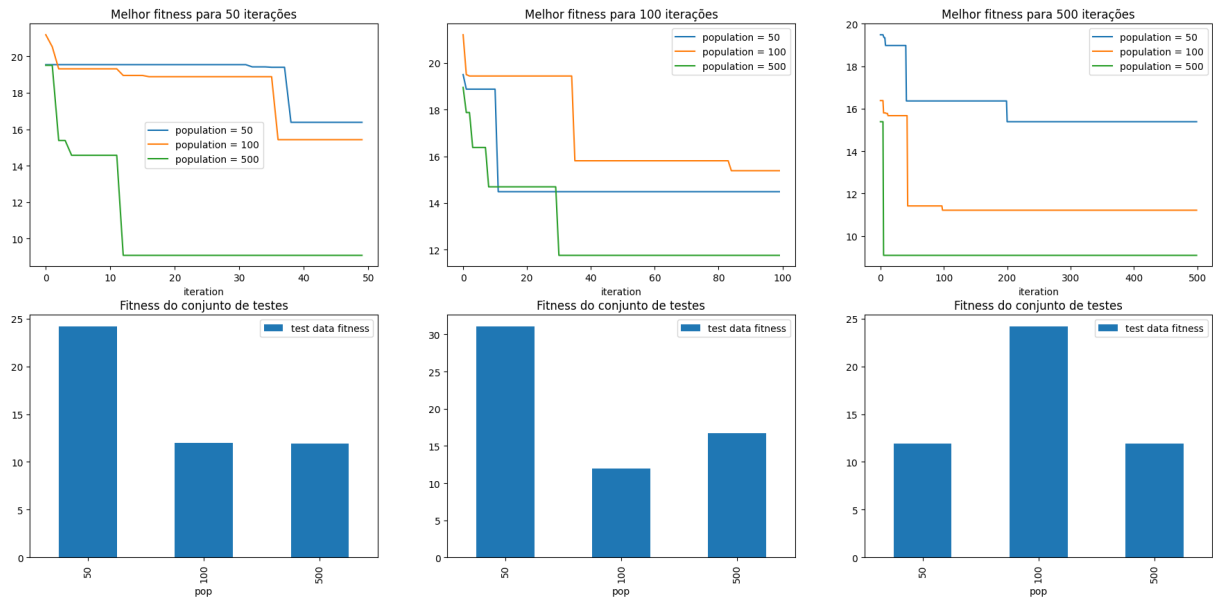 Melhor fitness para 50 iterações
20
18
16
14
12
10
population = 50
population = 100
population = 500
0
10
20
30
40
50
iteration
Melhor fitness para 100 iterações
20
18
16
14
12
population = 50
population = 100
population = 500
0
20
40
60
80
100
iteration
Melhor fitness para 500 iterações
20
18
16
14
12
10
population = 50
population = 100
population = 500
0
100
200
300
400
500
iteration
Fitness do conjunto de testes
25
20
15
10
5
0
test data fitness
50
100
500
pop
Fitness do conjunto de testes
30
25
20
15
10
5
0
test data fitness
50
100
500
pop
Fitness do conjunto de testes
25
20
15
10
5
0
test data fitness
50
100
500
pop